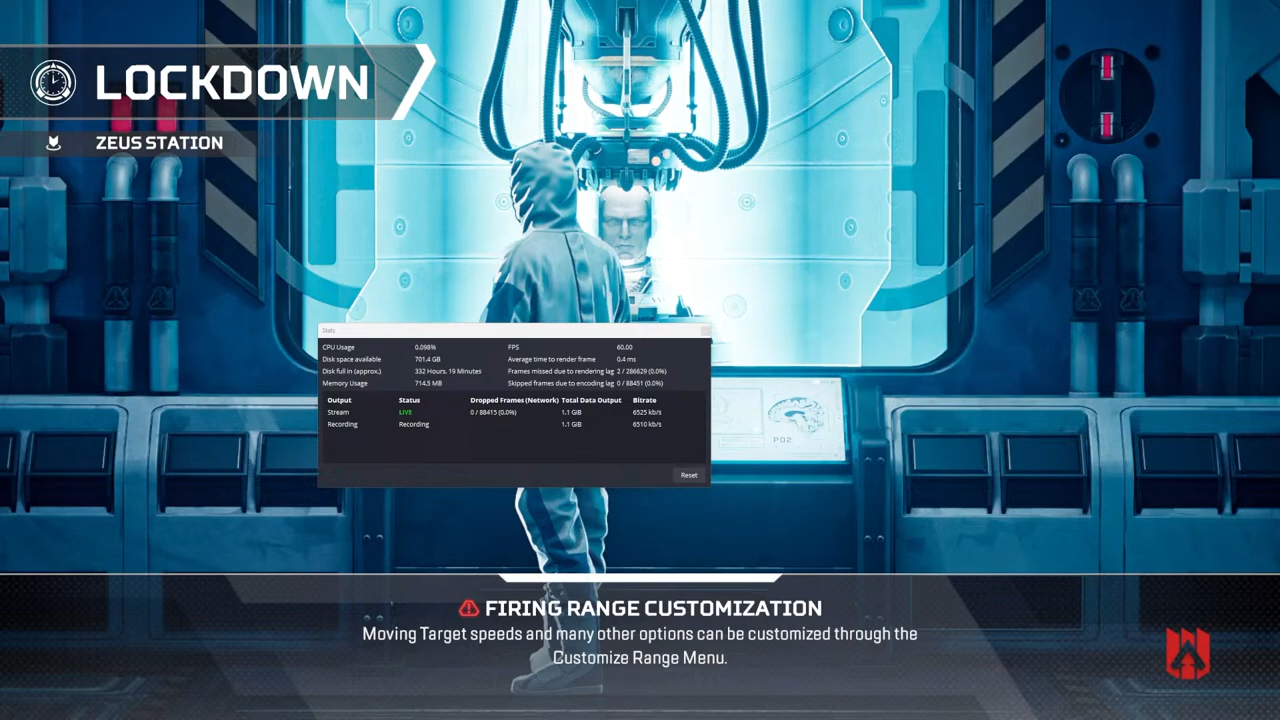 LOCKDOWN
ZEUS STATION
Stats
CPU Usage 0.098% FPS 60.00
Disk space available 701.4 GB Average time to render frame 0.4 ms
Disk full in (approx.) 332 Hours, 19 Minutes Frames missed due to rendering lag 2 / 286629 (0.0%)
Memory Usage 714.5 MB Skipped frames due to encoding lag 0 / 88451 (0.0%)
Output Status Dropped Frames (Network) Total Data Output Bitrate
Stream LIVE 0 / 88415 (0.0%) 1.1 GiB 6525 kb/s
Recording Recording 1.1 GiB 6510 kb/s
P02
Reset
FIRING RANGE CUSTOMIZATION
Moving Target speeds and many other options can be customized through the
Customize Range Menu.